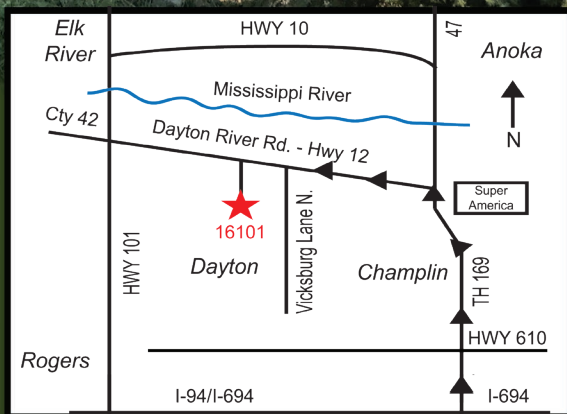 Elk
River
HWY 10
47
Anoka
Mississippi River
Cty 42
Dayton River Rd. - Hwy 12
N
Super
America
16101
Vicksburg Lane N.
HWY 101
Dayton
Champlin
TH 169
HWY 610
Rogers
I-94/I-694
I-694